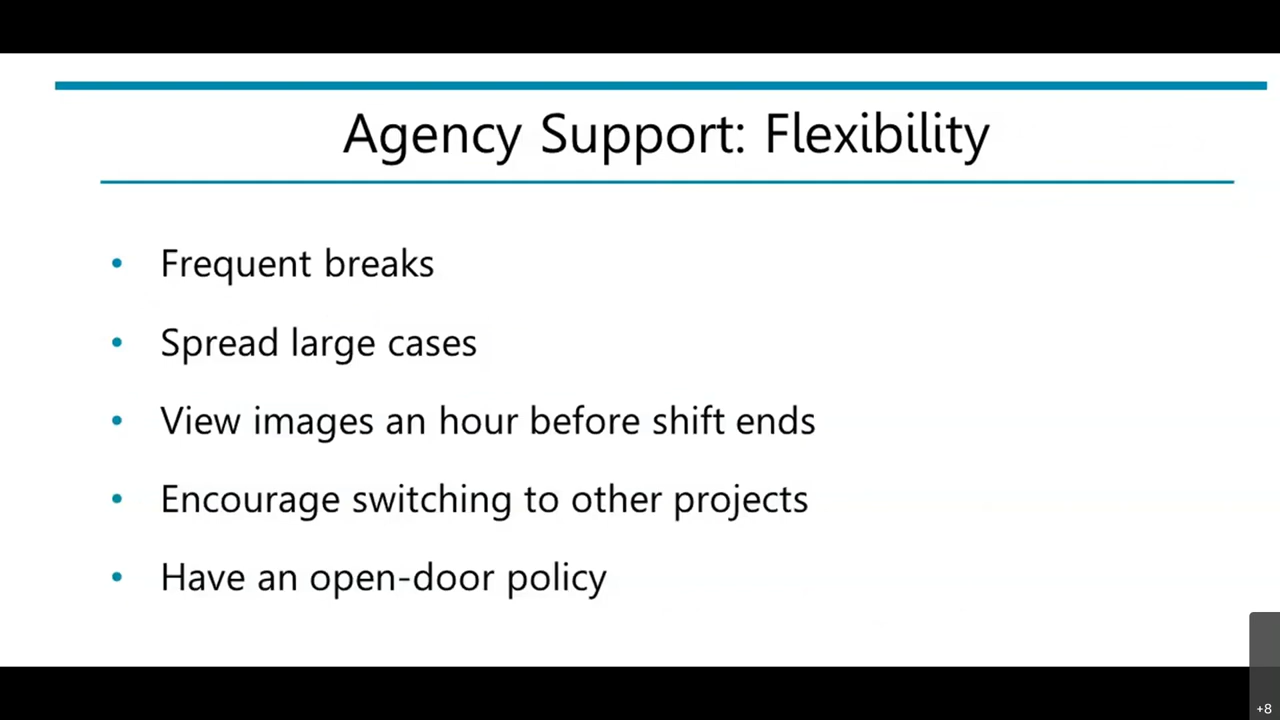 Agency Support: Flexibility
• Frequent breaks
• Spread large cases
• View images an hour before shift ends
• Encourage switching to other projects
• Have an open-door policy
+8